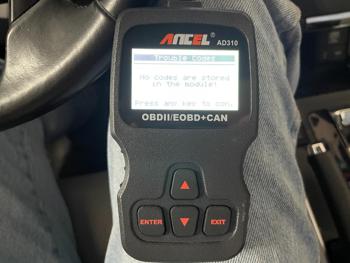 ANCEL
AD310
Trouble Codes
No codes are stored
in the module!
Press any key to con.
OBDII/EOBD+CAN
ENTER
EXIT